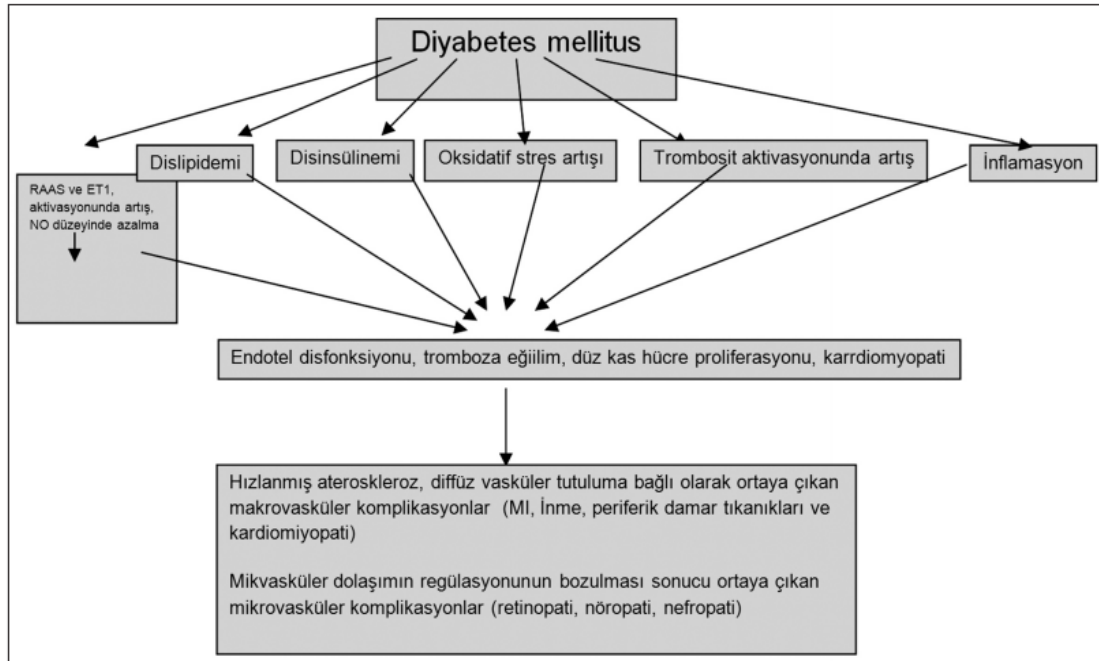 Diyabetes mellitus
Dislipidemi
Disinsülinemi
Oksidatif stres artışı
Trombosit aktivasyonunda artış
İnflamasyon
RAAS ve ET1,
aktivasyonunda artış,
NO düzeyinde azalma
Endotel disfonksiyonu, tromboza eğiilim, düz kas hücre proliferasyonu, karrdiomyopati
Hızlanmış ateroskleroz, diffüz vasküler tutuluma bağlı olarak ortaya çıkan
makrovasküler komplikasyonlar (MI, İnme, periferik damar tıkanıkları ve
kardiomiyopati)
Mikvasküler dolaşımın regülasyonunun bozulması sonucu ortaya çıkan
mikrovasküler komplikasyonlar (retinopati, nöropati, nefropati)